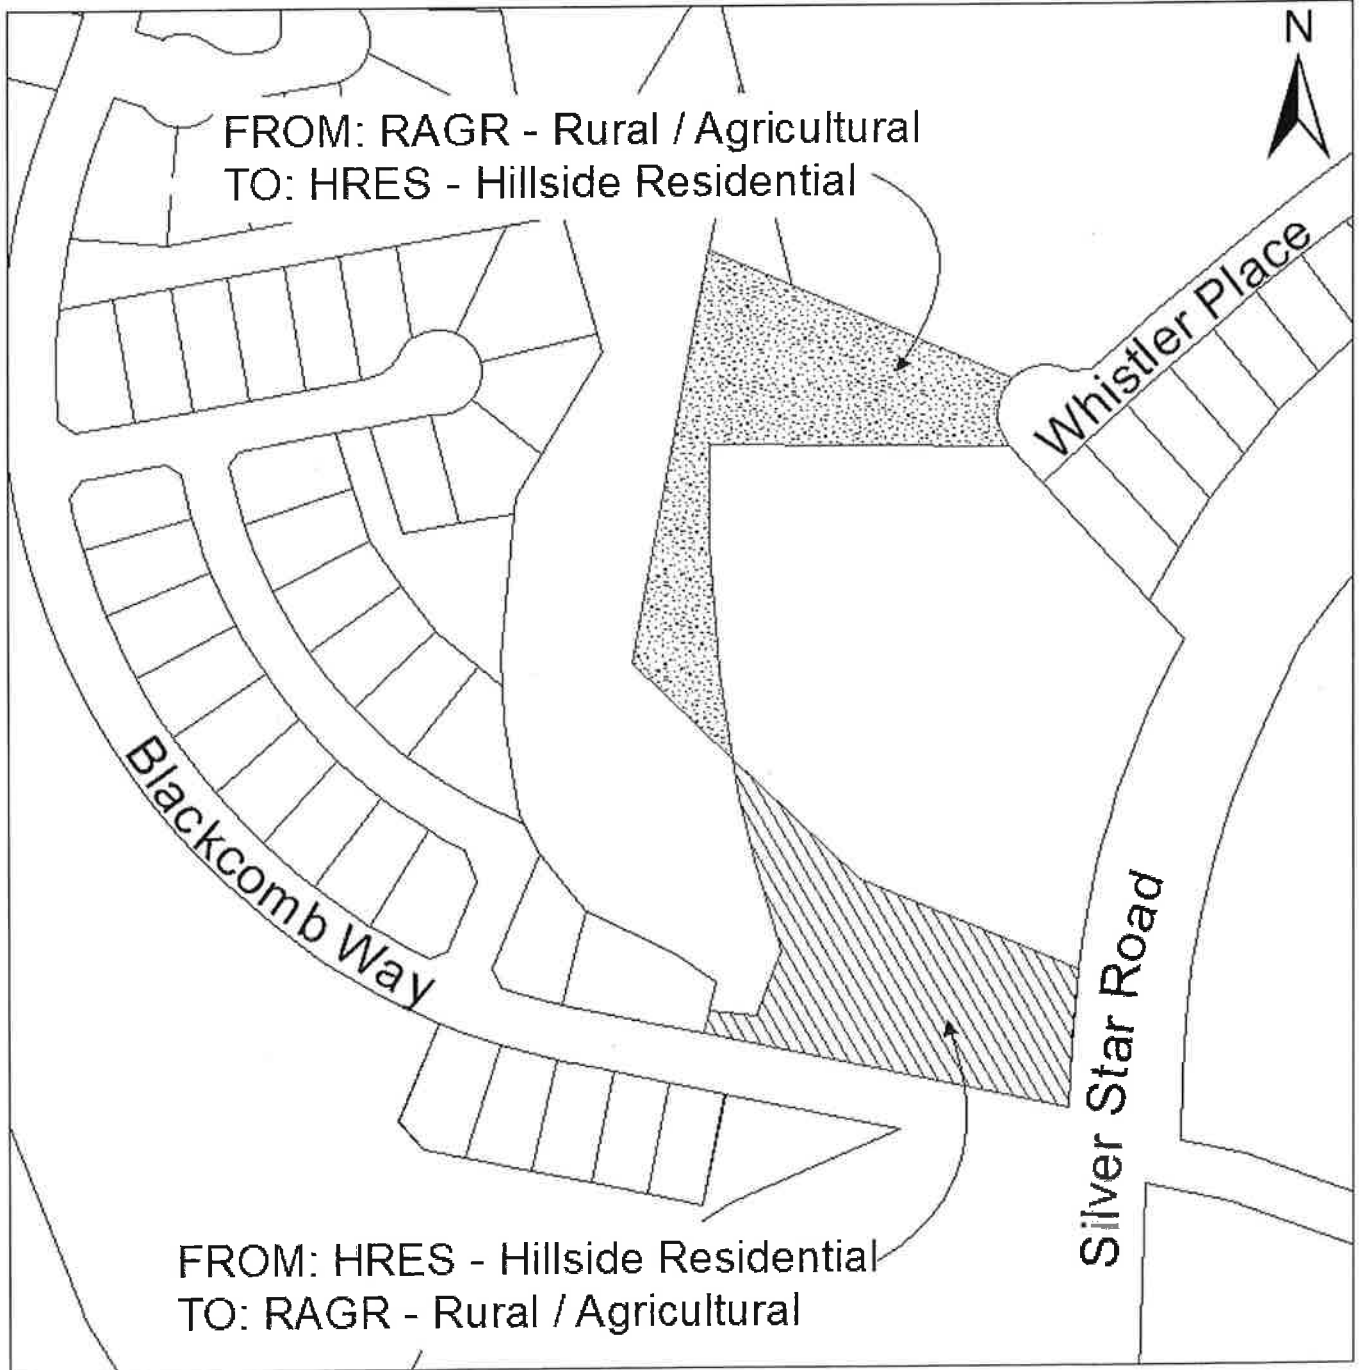 N
FROM: RAGR - Rural / Agricultural
TO: HRES - Hillside Residential
Whistler Place
Blackcomb Way
Silver Star Road
FROM: HRES - Hillside Residential
TO: RAGR - Rural / Agricultural